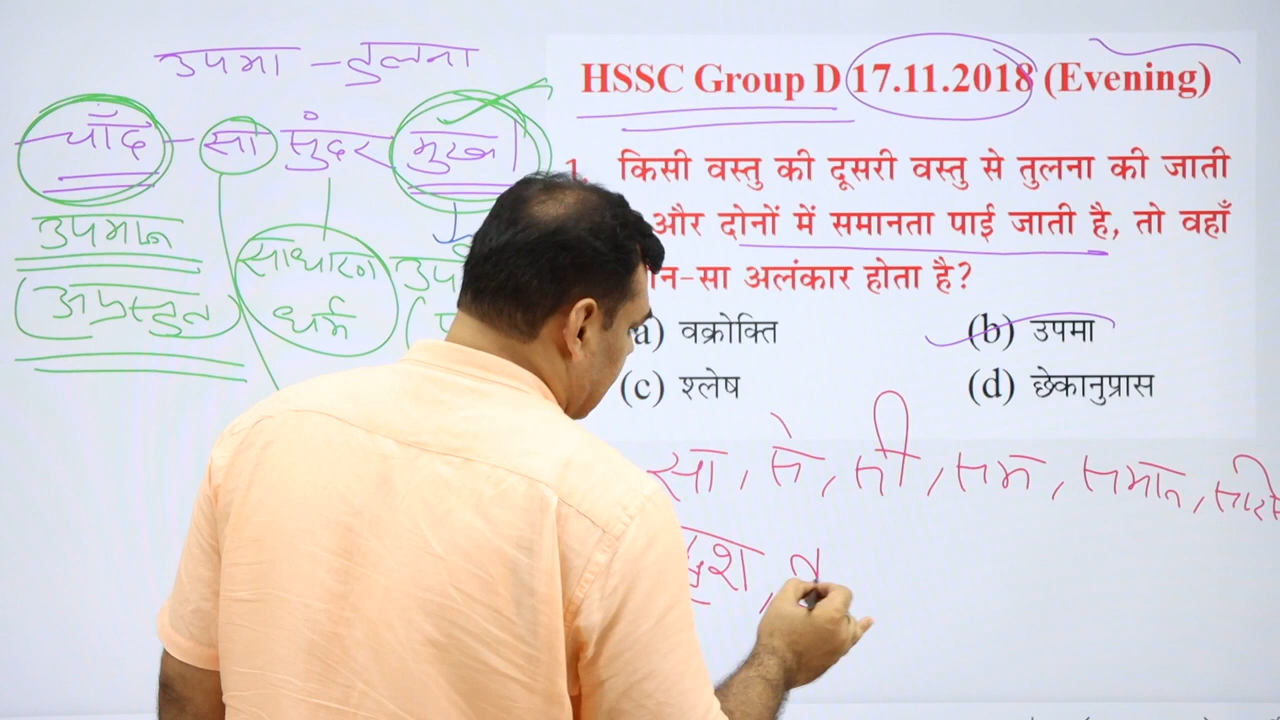 उपमा - तुलना
चाँद - सा सुंदर मुख
उपमान
साधारण
(अप्रस्तुत)
धर्म
HSSC Group D 17.11.2018 (Evening)
1. किसी वस्तु की दूसरी वस्तु से तुलना की जाती
और दोनों में समानता पाई जाती है, तो वहाँ
अलंकार होता है?
(a) वक्रोक्ति
(b) उपमा
(c) श्लेष
(d) छेकानुप्रास
सा, से, सी, सम, समान,